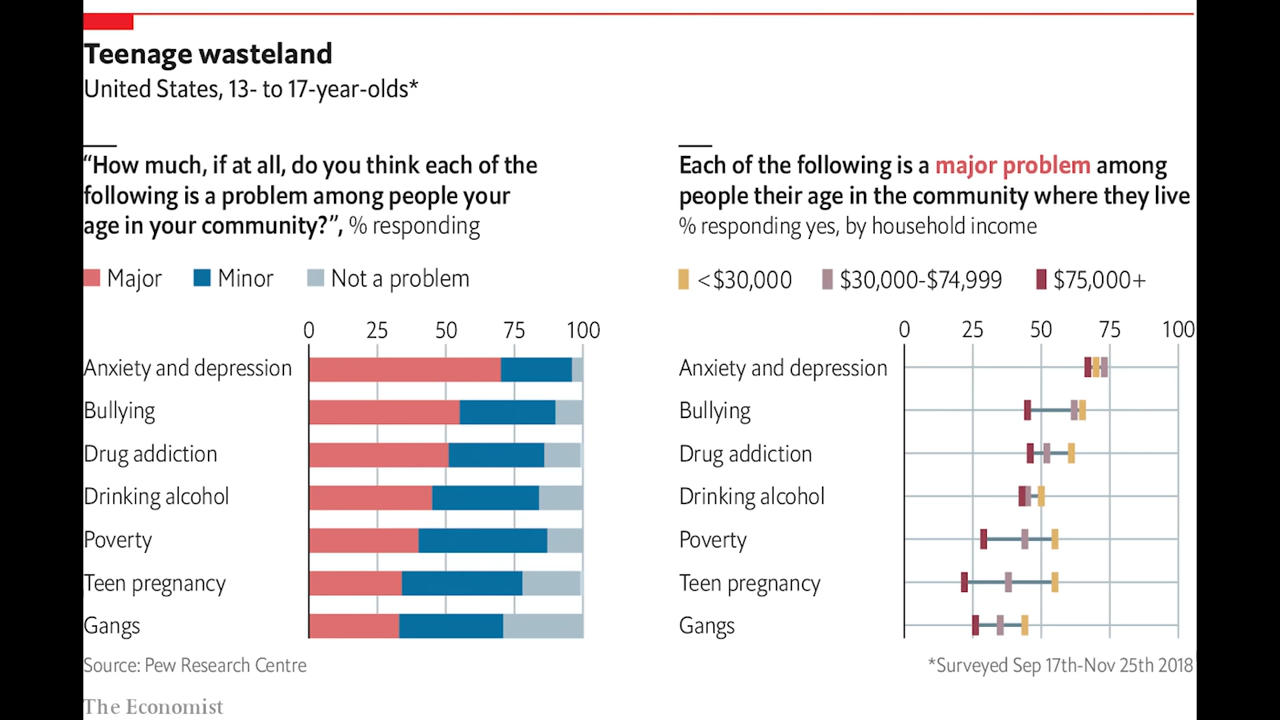 Teenage wasteland
United States, 13- to 17-year-olds*
“How much, if at all, do you think each of the
following is a problem among people your
age in your community?”, % responding
Major Minor Not a problem
0 25 50 75 100
Anxiety and depression
Bullying
Drug addiction
Drinking alcohol
Poverty
Teen pregnancy
Gangs
Each of the following is a major problem among
people their age in the community where they live
% responding yes, by household income
<$30,000 $30,000-$74,999 $75,000+
0 25 50 75 100
Anxiety and depression
Bullying
Drug addiction
Drinking alcohol
Poverty
Teen pregnancy
Gangs
Source: Pew Research Centre
*Surveyed Sep 17th-Nov 25th 2018
The Economist